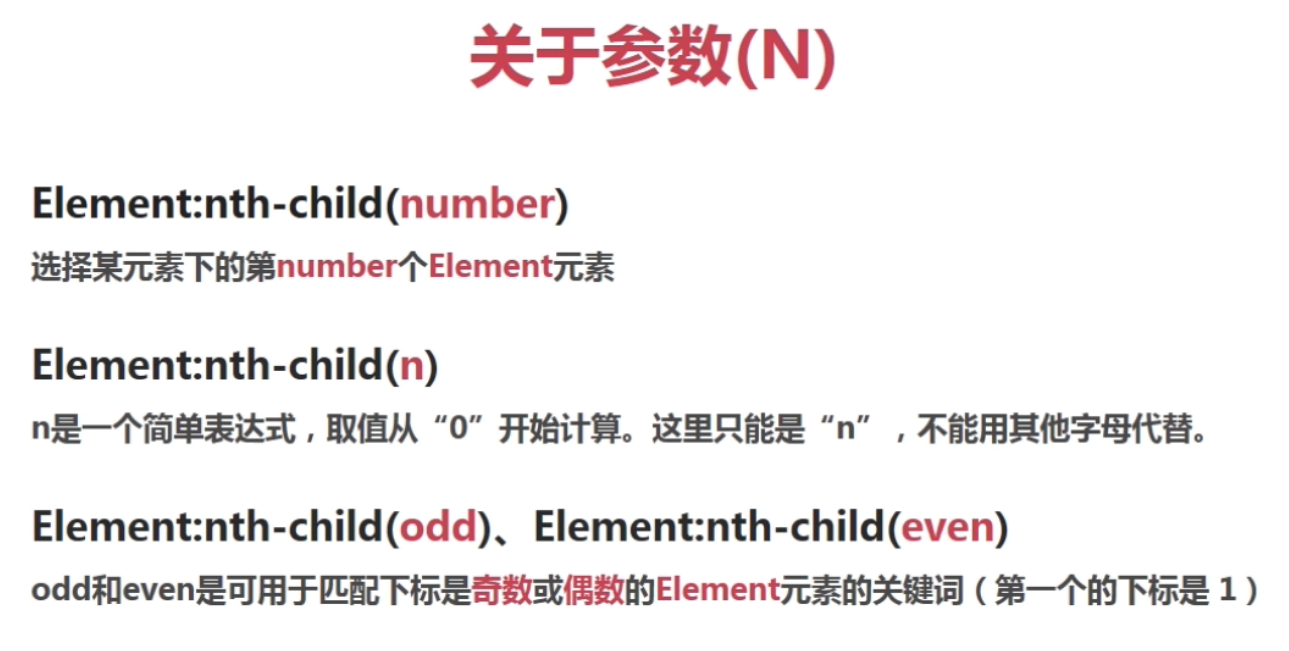 关于参数(N)
Element:nth-child(number)
选择某元素下的第number个Element元素
Element:nth-child(n)
n是一个简单表达式，取值从“0”开始计算。这里只能是“n”，不能用其他字母代替。
Element:nth-child(odd)、Element:nth-child(even)
odd和even是可用于匹配下标是奇数或偶数的Element元素的关键词（第一个的下标是 1）